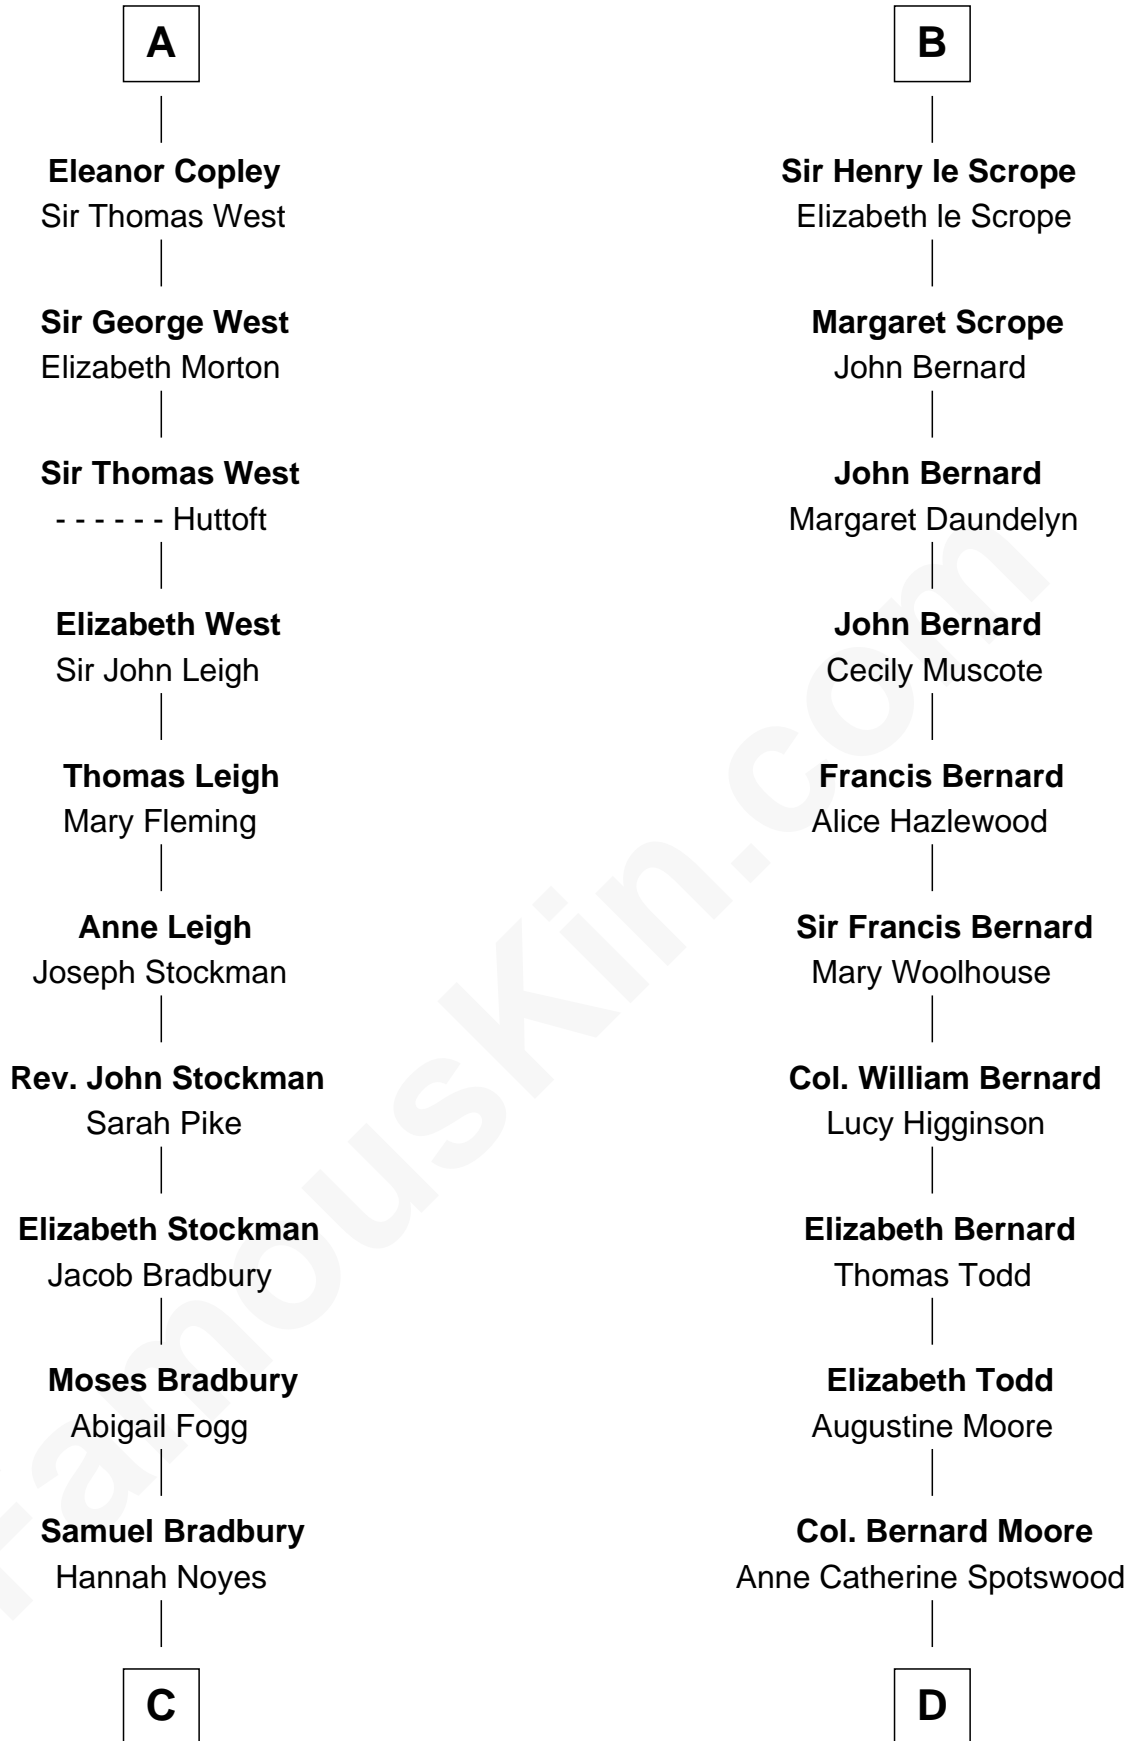 A
Eleanor Copley
Sir Thomas West
Sir George West
Elizabeth Morton
Sir Thomas West
- - - - - - Huttoft
Elizabeth West
Sir John Leigh
Thomas Leigh
Mary Fleming
Anne Leigh
Joseph Stockman
Rev. John Stockman
Sarah Pike
Elizabeth Stockman
Jacob Bradbury
Moses Bradbury
Abigail Fogg
Samuel Bradbury
Hannah Noyes
C
B
Sir Henry le Scrope
Elizabeth le Scrope
Margaret Scrope
John Bernard
John Bernard
Margaret Daundelyn
John Bernard
Cecily Muscote
Francis Bernard
Alice Hazlewood
Sir Francis Bernard
Mary Woolhouse
Col. William Bernard
Lucy Higginson
Elizabeth Bernard
Thomas Todd
Elizabeth Todd
Augustine Moore
Col. Bernard Moore
Anne Catherine Spotswood
D
FamousKin.com